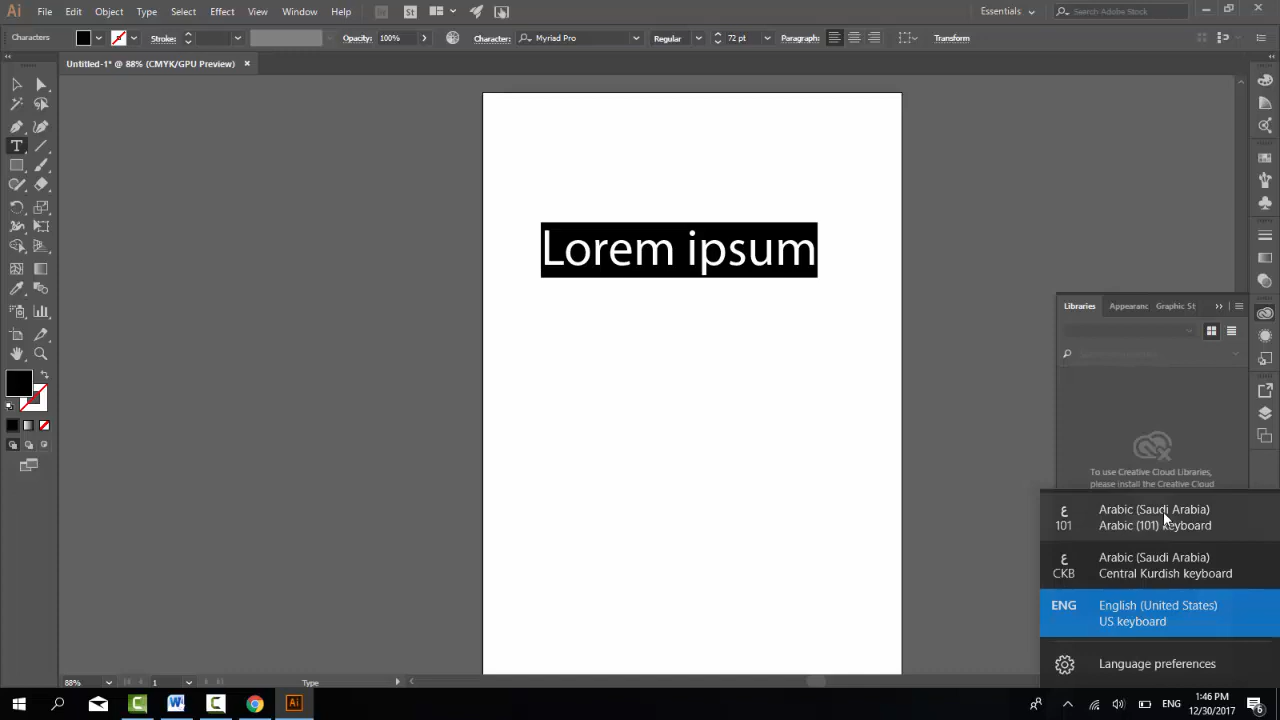 Ai File Edit Object Type Select Effect View Window Help Br St Essentials Search Adobe Stock
Characters Stroke: Opacity: 100% Character: Myriad Pro Regular 72 pt Paragraph: Transform
Untitled-1* @ 88% (CMYK/GPU Preview) ×
Lorem ipsum
Libraries Appearanc Graphic St
To use Creative Cloud Libraries,
please install the Creative Cloud
ع Arabic (Saudi Arabia)
101 Arabic (101) keyboard
ع Arabic (Saudi Arabia)
CKB Central Kurdish keyboard
ENG English (United States)
US keyboard
Language preferences
88% 1 Type
1:46 PM
Ai ENG
12/30/2017 6